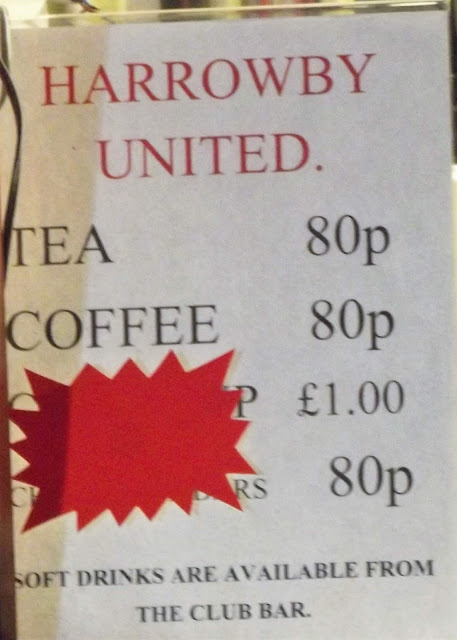 HARROWBY
UNITED.
TEA 80p
COFFEE 80p
£1.00
80p
SOFT DRINKS ARE AVAILABLE FROM
THE CLUB BAR.